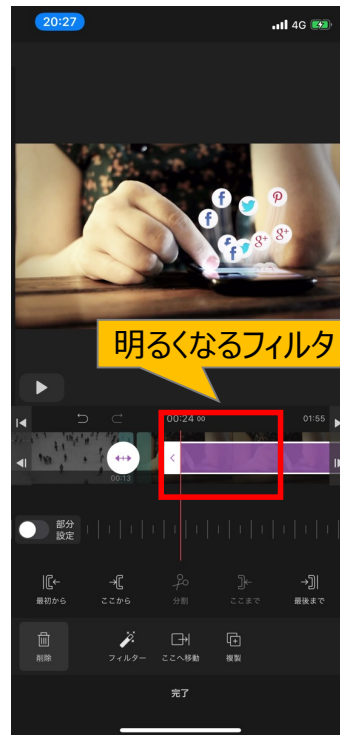 20:27
4G
f
f
f
f
g+
g+
明るくなるフィルタ
00:24 00
01:55
00:13
部分
設定
最初から
ここから
分割
ここまで
最後まで
削除
フィルター
ここへ移動
複製
完了